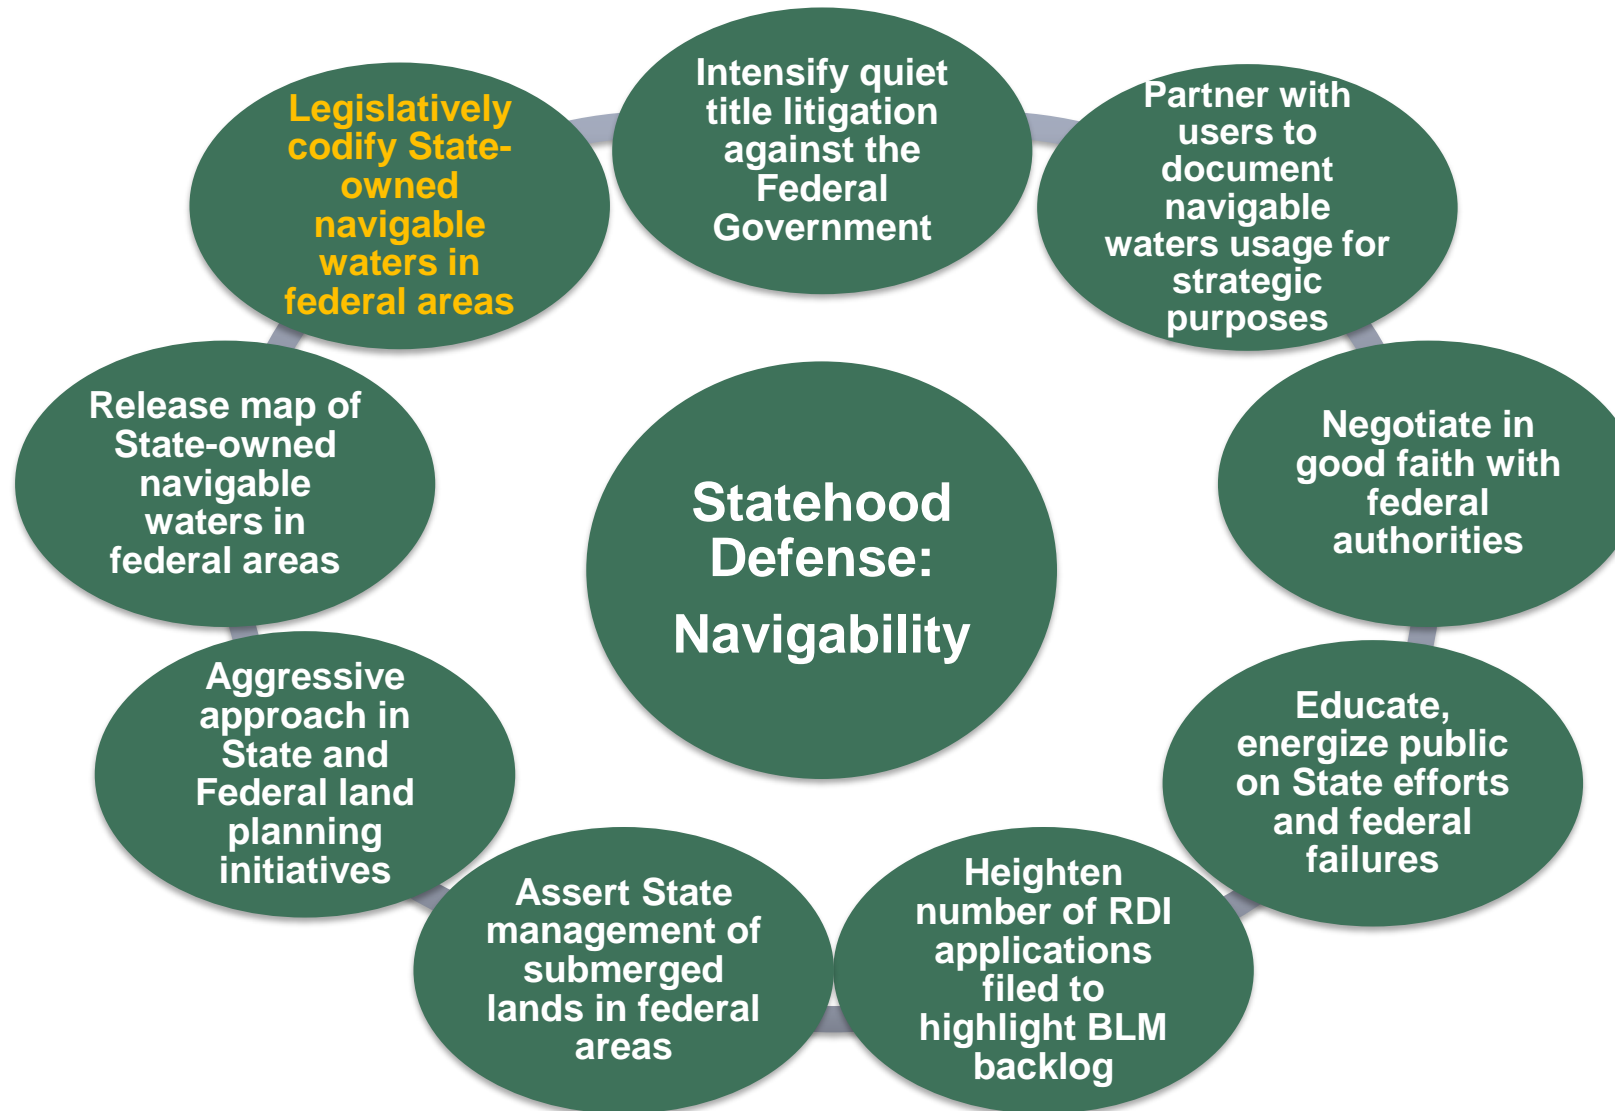 Intensify quiet
title litigation
against the
Federal
Government
Partner with
users to
document
navigable
waters usage for
strategic
purposes
Negotiate in
good faith with
federal
authorities
Educate,
energize public
on State efforts
and federal
failures
Heighten
number of RDI
applications
filed to
highlight BLM
backlog
Assert State
management of
submerged
lands in federal
areas
Aggressive
approach in
State and
Federal land
planning
initiatives
Release map of
State-owned
navigable
waters in
federal areas
Legislatively
codify State-
owned
navigable
waters in
federal areas
Statehood
Defense:
Navigability